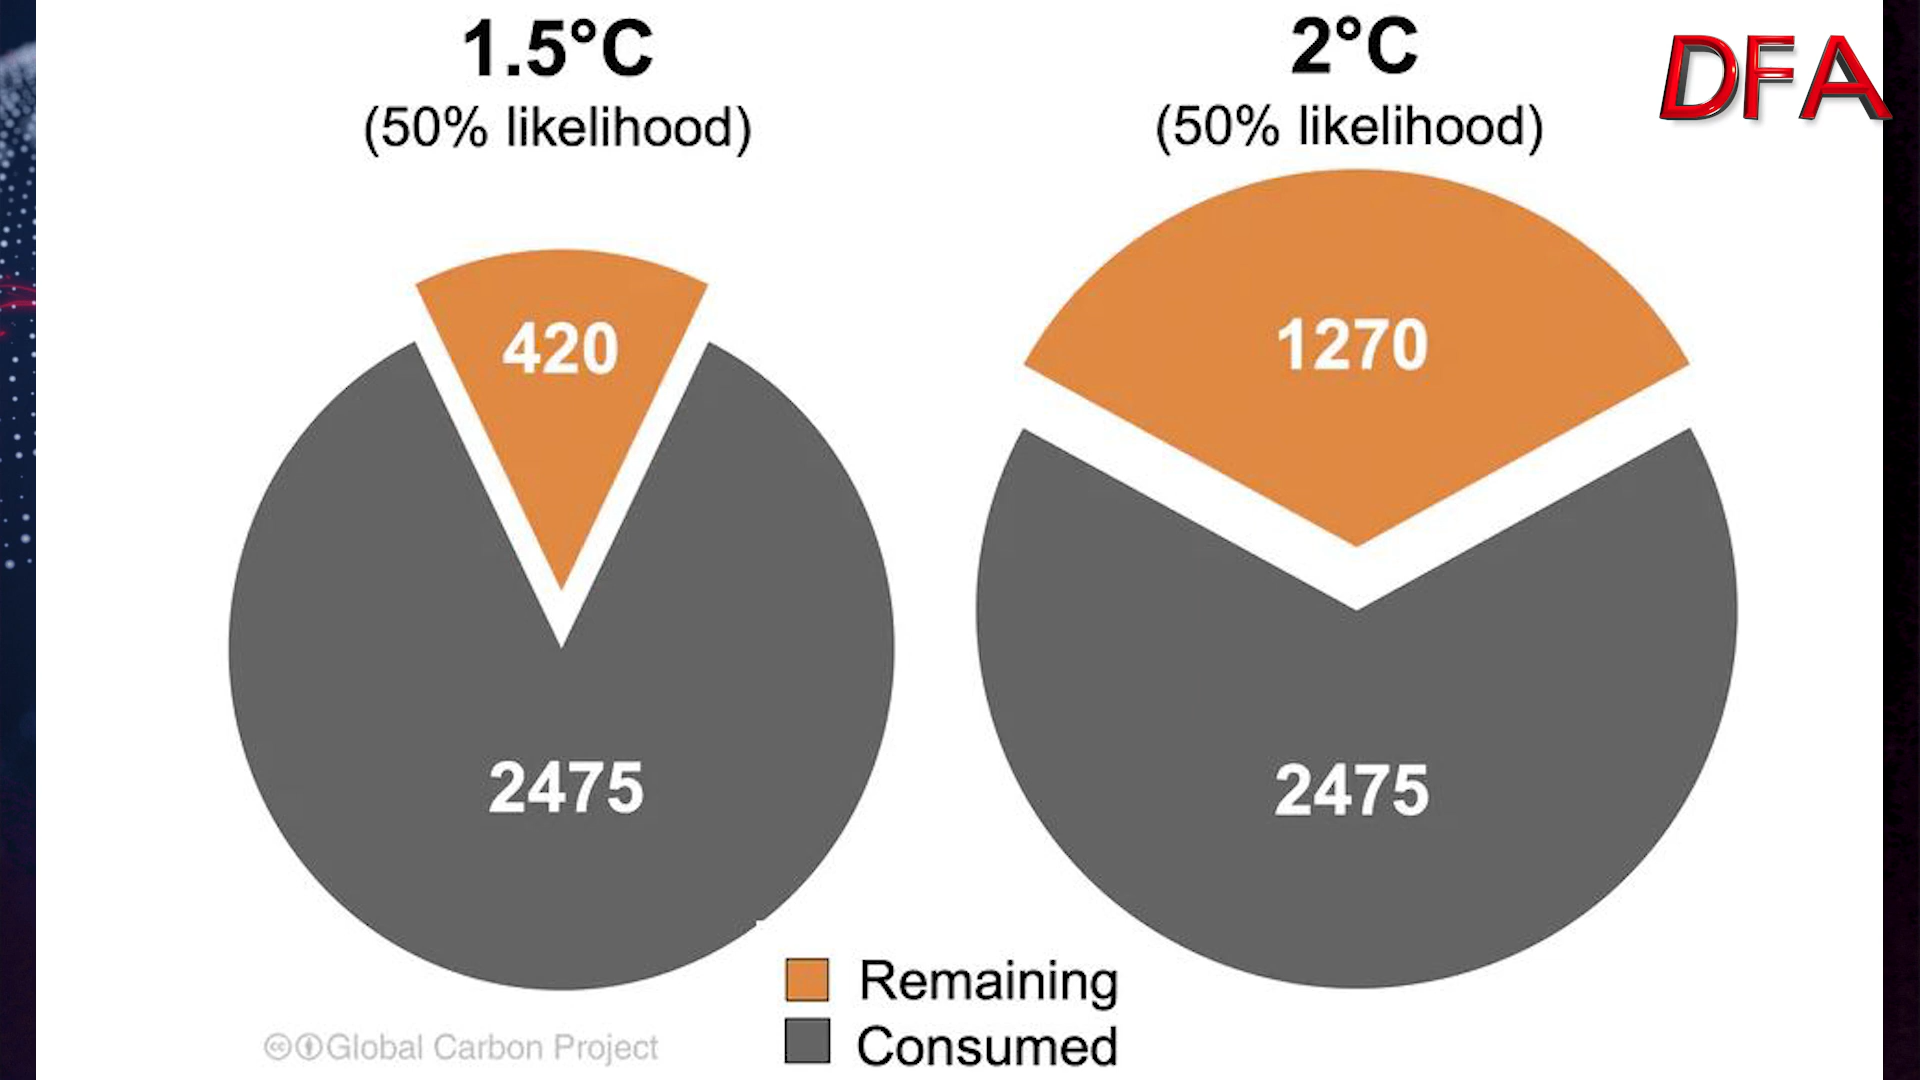 1.5°C
(50% likelihood)
420
2475
2°C
(50% likelihood)
1270
2475
DFA
Remaining
Consumed
Global Carbon Project